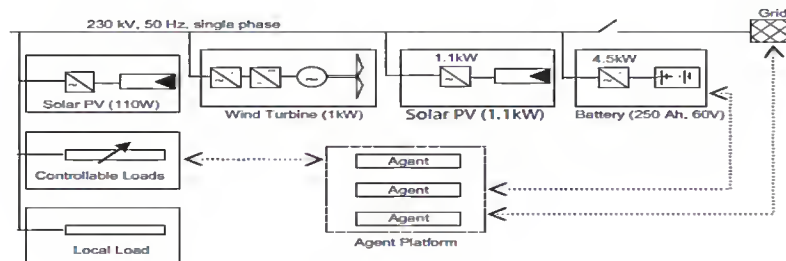 230 kV, 50 Hz, single phase
Grid
1.1kW
4.5kW
Solar PV (110W)
Wind Turbine (1kW)
Solar PV (1.1kW)
Battery (250 Ah, 60V)
Controllable Loads
Agent
Agent
Agent
Agent Platform
Local Load